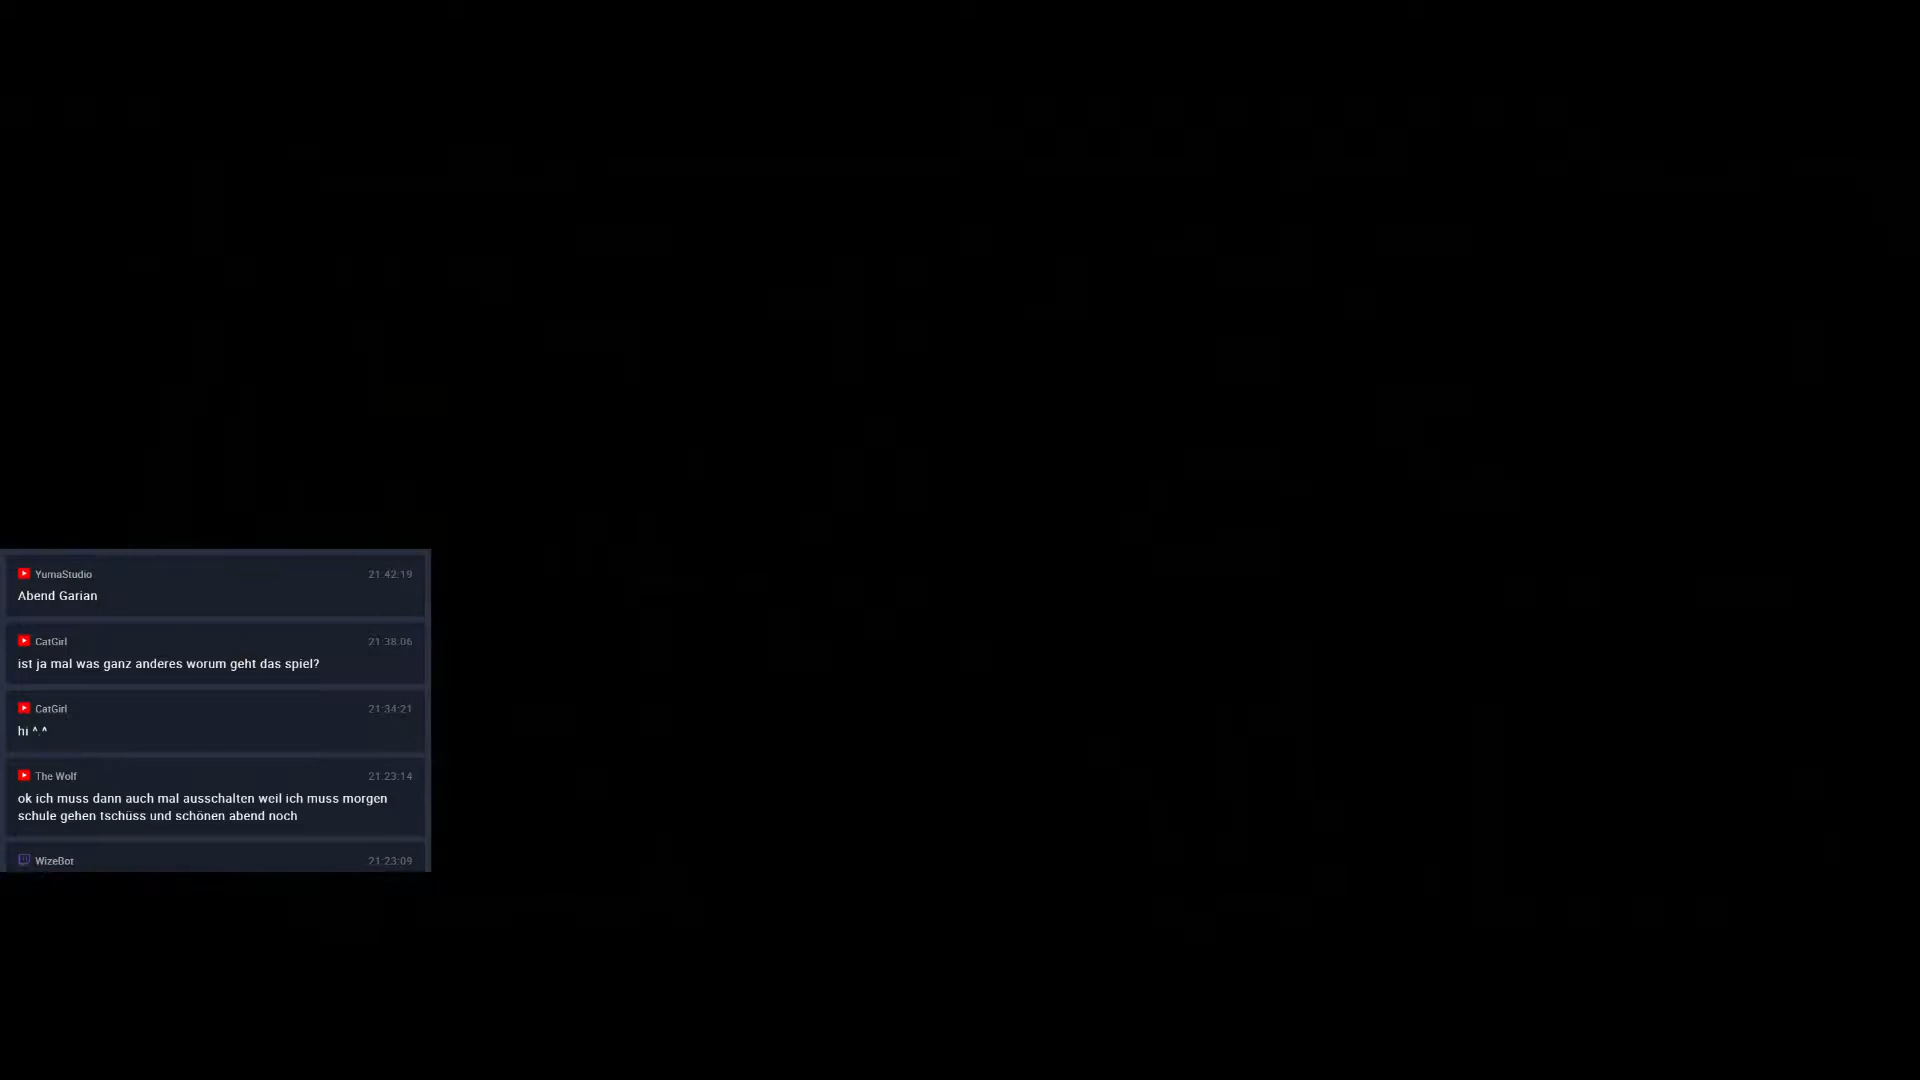 YumaStudio 21:42:19
Abend Garian
CatGirl 21:38:06
ist ja mal was ganz anderes worum geht das spiel?
CatGirl 21:34:21
hi ^.^
The Wolf 21:23:14
ok ich muss dann auch mal ausschalten weil ich muss morgen
schule gehen tschüss und schönen abend noch
WizeBot 21:23:09